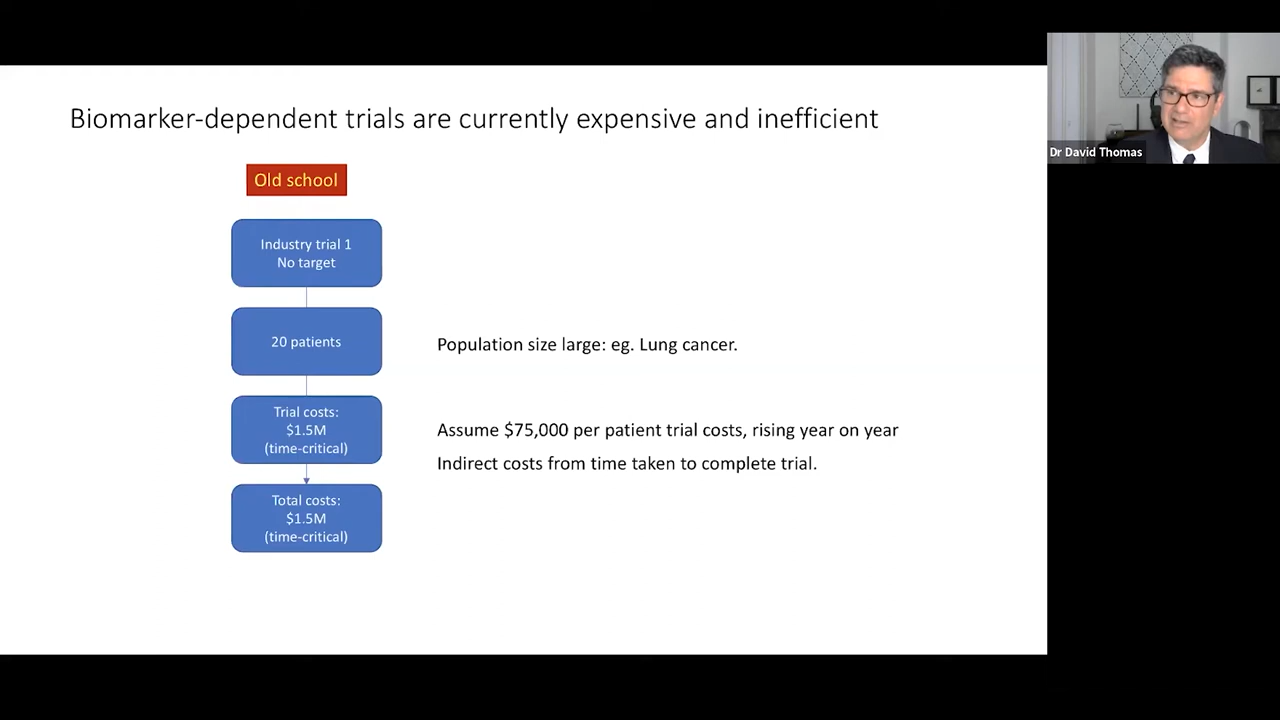 Biomarker-dependent trials are currently expensive and inefficient
Old school
Industry trial 1
No target
20 patients
Population size large: eg. Lung cancer.
Trial costs:
$1.5M
(time-critical)
Assume $75,000 per patient trial costs, rising year on year
Indirect costs from time taken to complete trial.
Total costs:
$1.5M
(time-critical)
Dr David Thomas